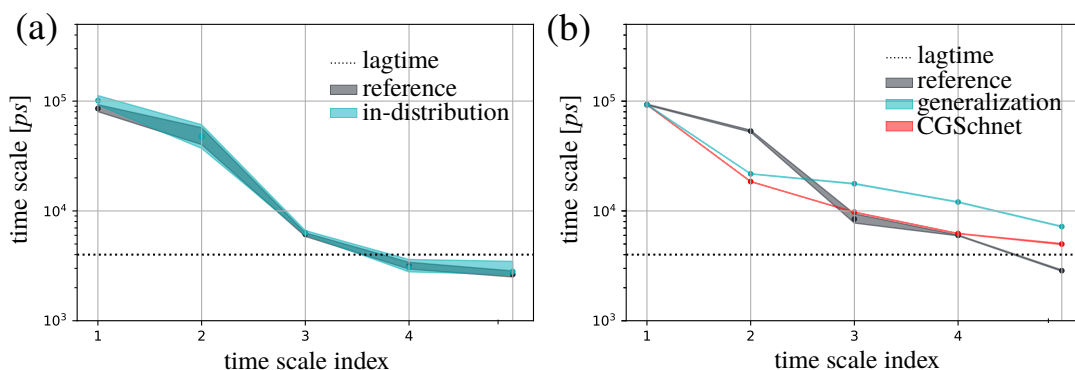 (a)
lagtime
reference
in-distribution
time scale [ps]
10^5
10^4
10^3
1 2 3 4
time scale index
(b)
lagtime
reference
generalization
CGSchnet
time scale [ps]
10^5
10^4
10^3
1 2 3 4
time scale index